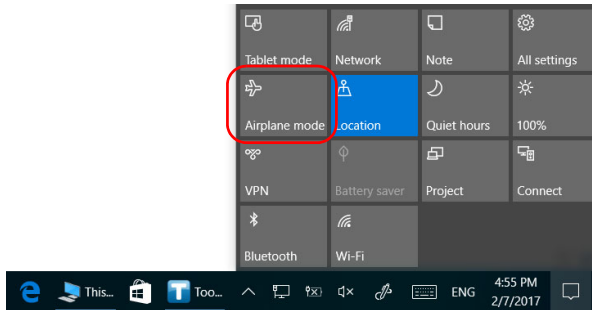 Tablet mode
Network
Note
All settings
Airplane mode
Location
Quiet hours
100%
VPN
Battery saver
Project
Connect
Bluetooth
Wi-Fi
This...
Too...
ENG
4:55 PM
2/7/2017